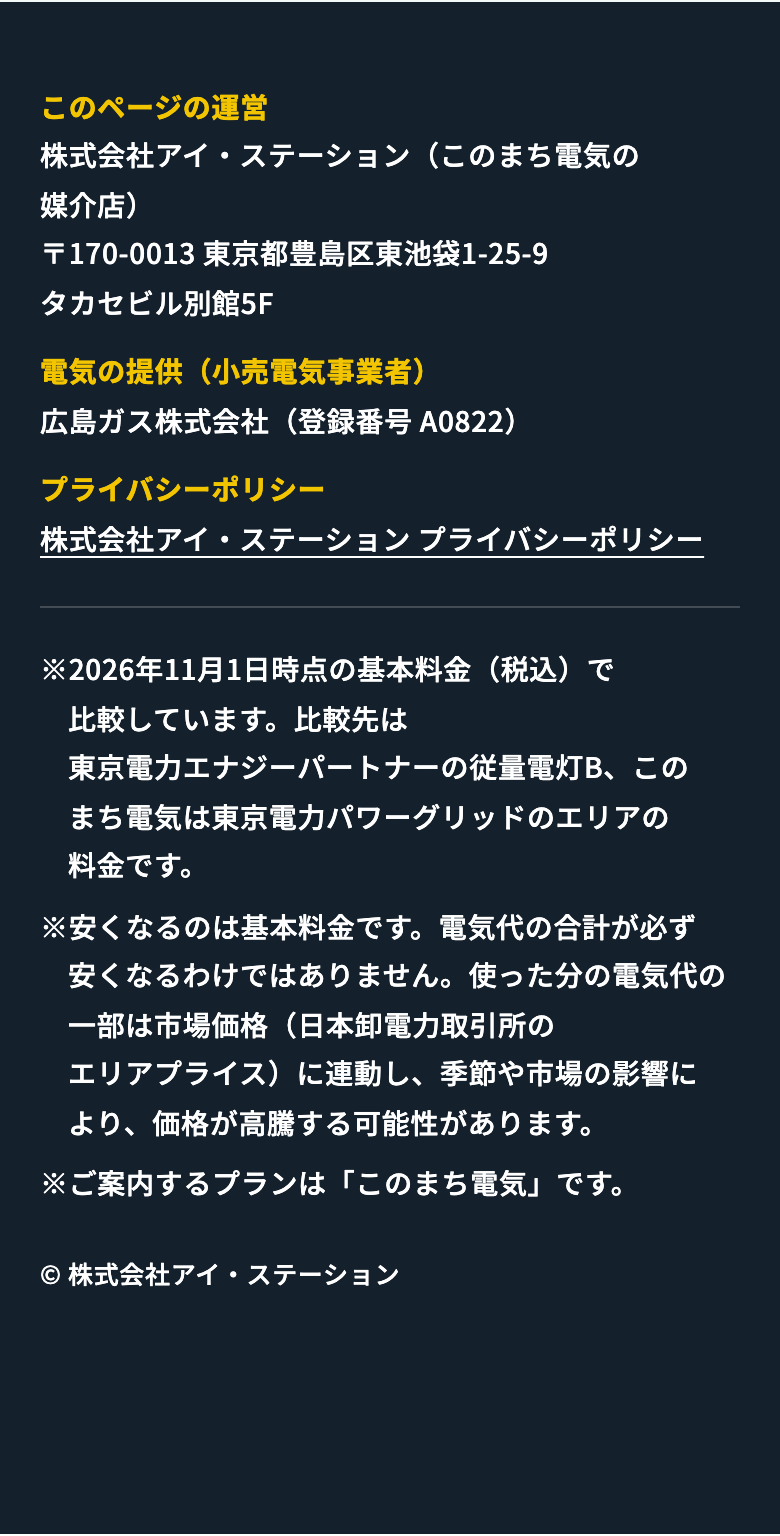 このページの運営
株式会社アイ・ステーション（このまち電気の
媒介店）
〒170-0013 東京都豊島区東池袋1-25-9
タカセビル別館5F
電気の提供（小売電気事業者）
広島ガス株式会社（登録番号 A0822）
プライバシーポリシー
株式会社アイ・ステーション プライバシーポリシー
※2026年11月1日時点の基本料金（税込）で
比較しています。比較先は
東京電力エナジーパートナーの従量電灯B、この
まち電気は東京電力パワーグリッドのエリアの
料金です。
※安くなるのは基本料金です。電気代の合計が必ず
安くなるわけではありません。使った分の電気代の
一部は市場価格（日本卸電力取引所の
エリアプライス）に連動し、季節や市場の影響に
より、価格が高騰する可能性があります。
※ご案内するプランは「このまち電気」です。
© 株式会社アイ・ステーション